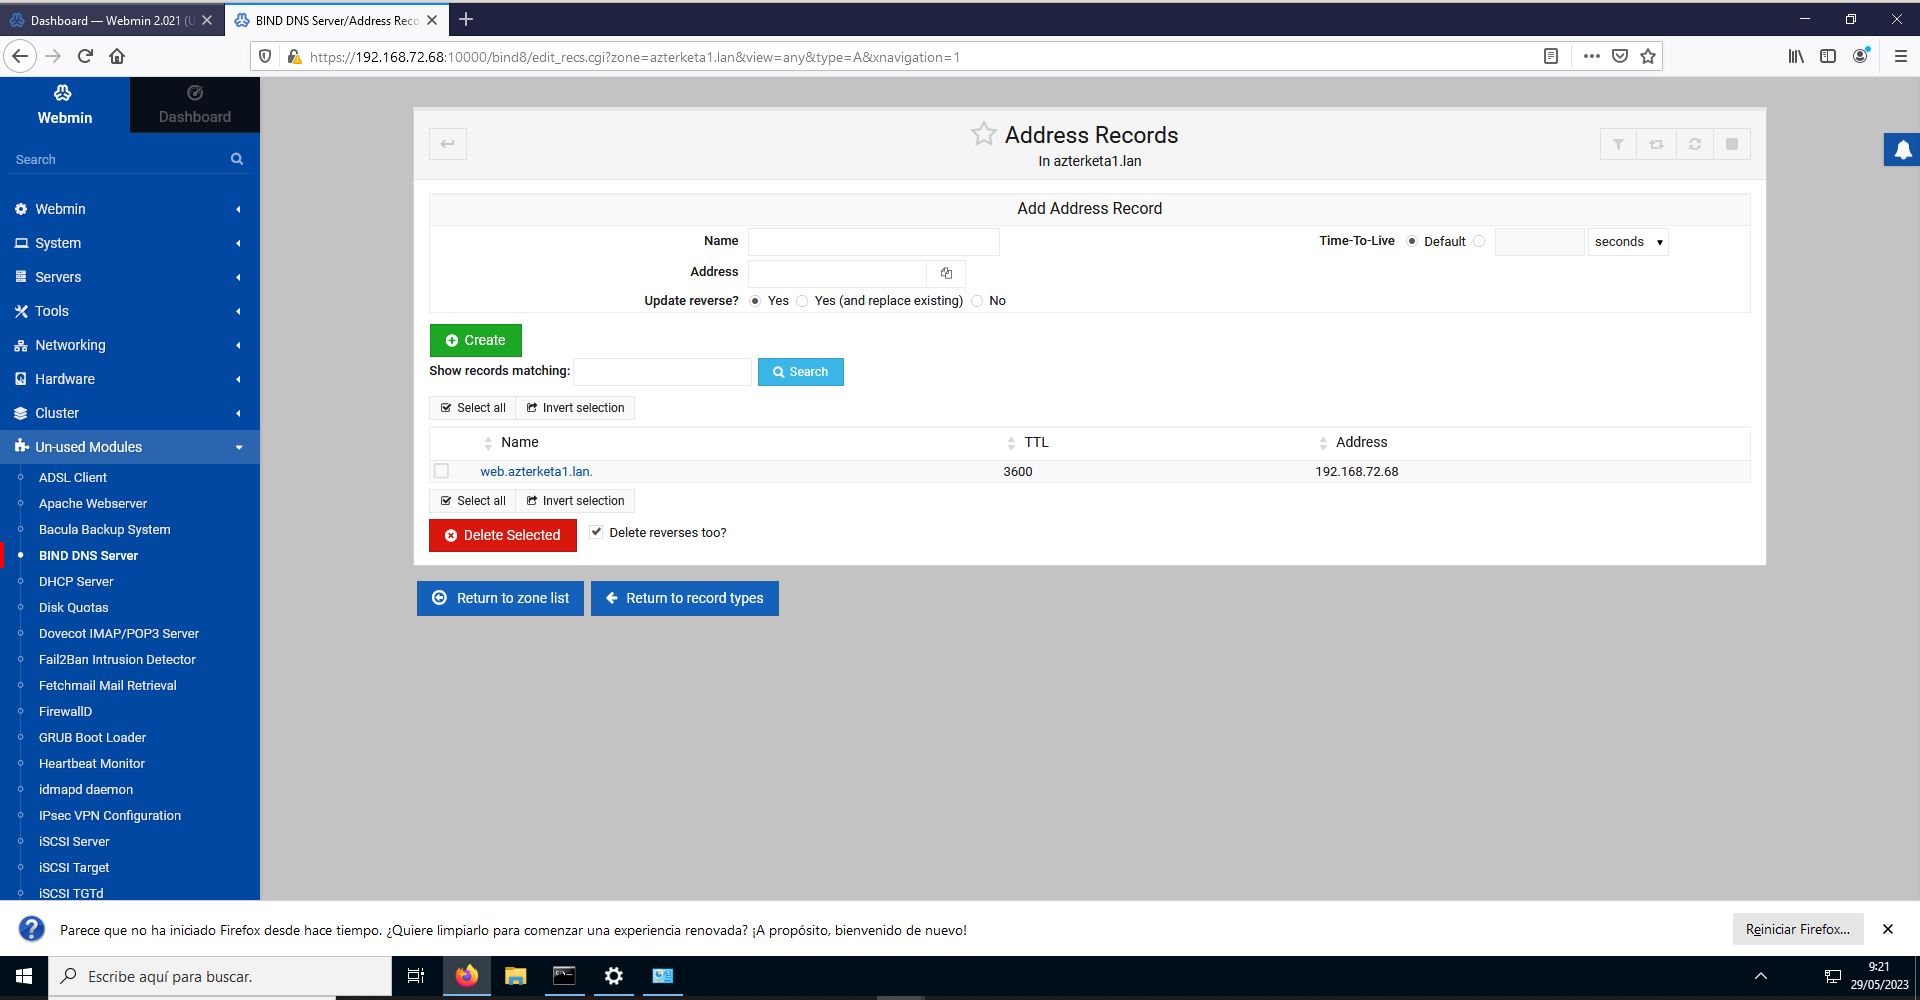 Dashboard — Webmin 2.021 (U
BIND DNS Server/Address Reco
https://192.168.72.68:10000/bind8/edit_recs.cgi?zone=azterketa1.lan&view=any&type=A&xnavigation=1
Webmin
Dashboard
Search
Webmin
System
Servers
Tools
Networking
Hardware
Cluster
Un-used Modules
ADSL Client
Apache Webserver
Bacula Backup System
BIND DNS Server
DHCP Server
Disk Quotas
Dovecot IMAP/POP3 Server
Fail2Ban Intrusion Detector
Fetchmail Mail Retrieval
FirewallD
GRUB Boot Loader
Heartbeat Monitor
idmapd daemon
IPsec VPN Configuration
iSCSI Server
iSCSI Target
iSCSI TGTd
Address Records
In azterketa1.lan
Add Address Record
Name
Time-To-Live Default seconds
Address
Update reverse? Yes Yes (and replace existing) No
Create
Show records matching: Search
Select all Invert selection
Name TTL Address
web.azterketa1.lan. 3600 192.168.72.68
Select all Invert selection
Delete Selected Delete reverses too?
Return to zone list Return to record types
Parece que no ha iniciado Firefox desde hace tiempo. ¿Quiere limpiarlo para comenzar una experiencia renovada? ¡A propósito, bienvenido de nuevo!
Reiniciar Firefox...
Escribe aquí para buscar.
9:21
29/05/2023